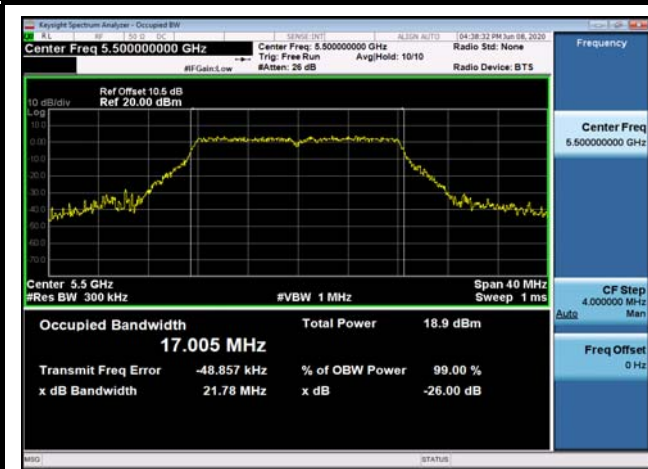 Keysight Spectrum Analyzer - Occupied BW
RL RF 50 Ω DC SENSE:INT ALIGN AUTO 04:38:32 PM Jun 08, 2020
Center Freq 5.500000000 GHz
Center Freq: 5.500000000 GHz
Radio Std: None
Trig: Free Run Avg|Hold: 10/10
#IFGain:Low #Atten: 26 dB Radio Device: BTS
Frequency
Ref Offset 10.5 dB
10 dB/div Ref 20.00 dBm
Log
10.0
0.00
-10.0
-20.0
-30.0
-40.0
-50.0
-60.0
-70.0
Center 5.5 GHz Span 40 MHz
#Res BW 300 kHz #VBW 1 MHz Sweep 1 ms
Occupied Bandwidth Total Power 18.9 dBm
17.005 MHz
Transmit Freq Error -48.857 kHz % of OBW Power 99.00 %
x dB Bandwidth 21.78 MHz x dB -26.00 dB
Center Freq
5.500000000 GHz
CF Step
4.000000 MHz
Auto Man
Freq Offset
0 Hz
MSG STATUS